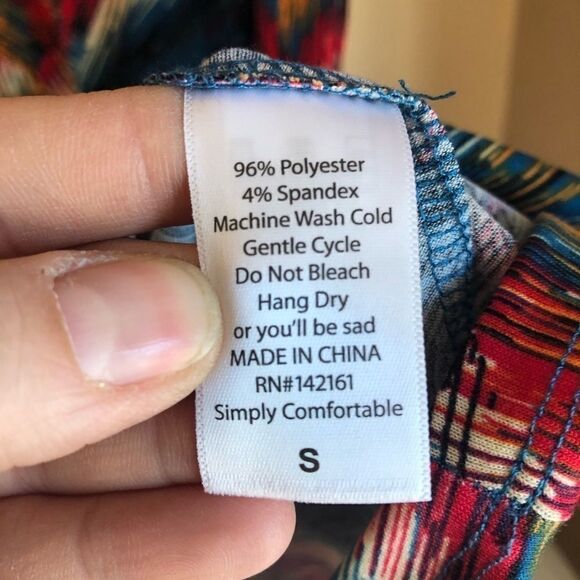 96% Polyester
4% Spandex
Machine Wash Cold
Gentle Cycle
Do Not Bleach
Hang Dry
or you'll be sad
MADE IN CHINA
RN#142161
Simply Comfortable
S